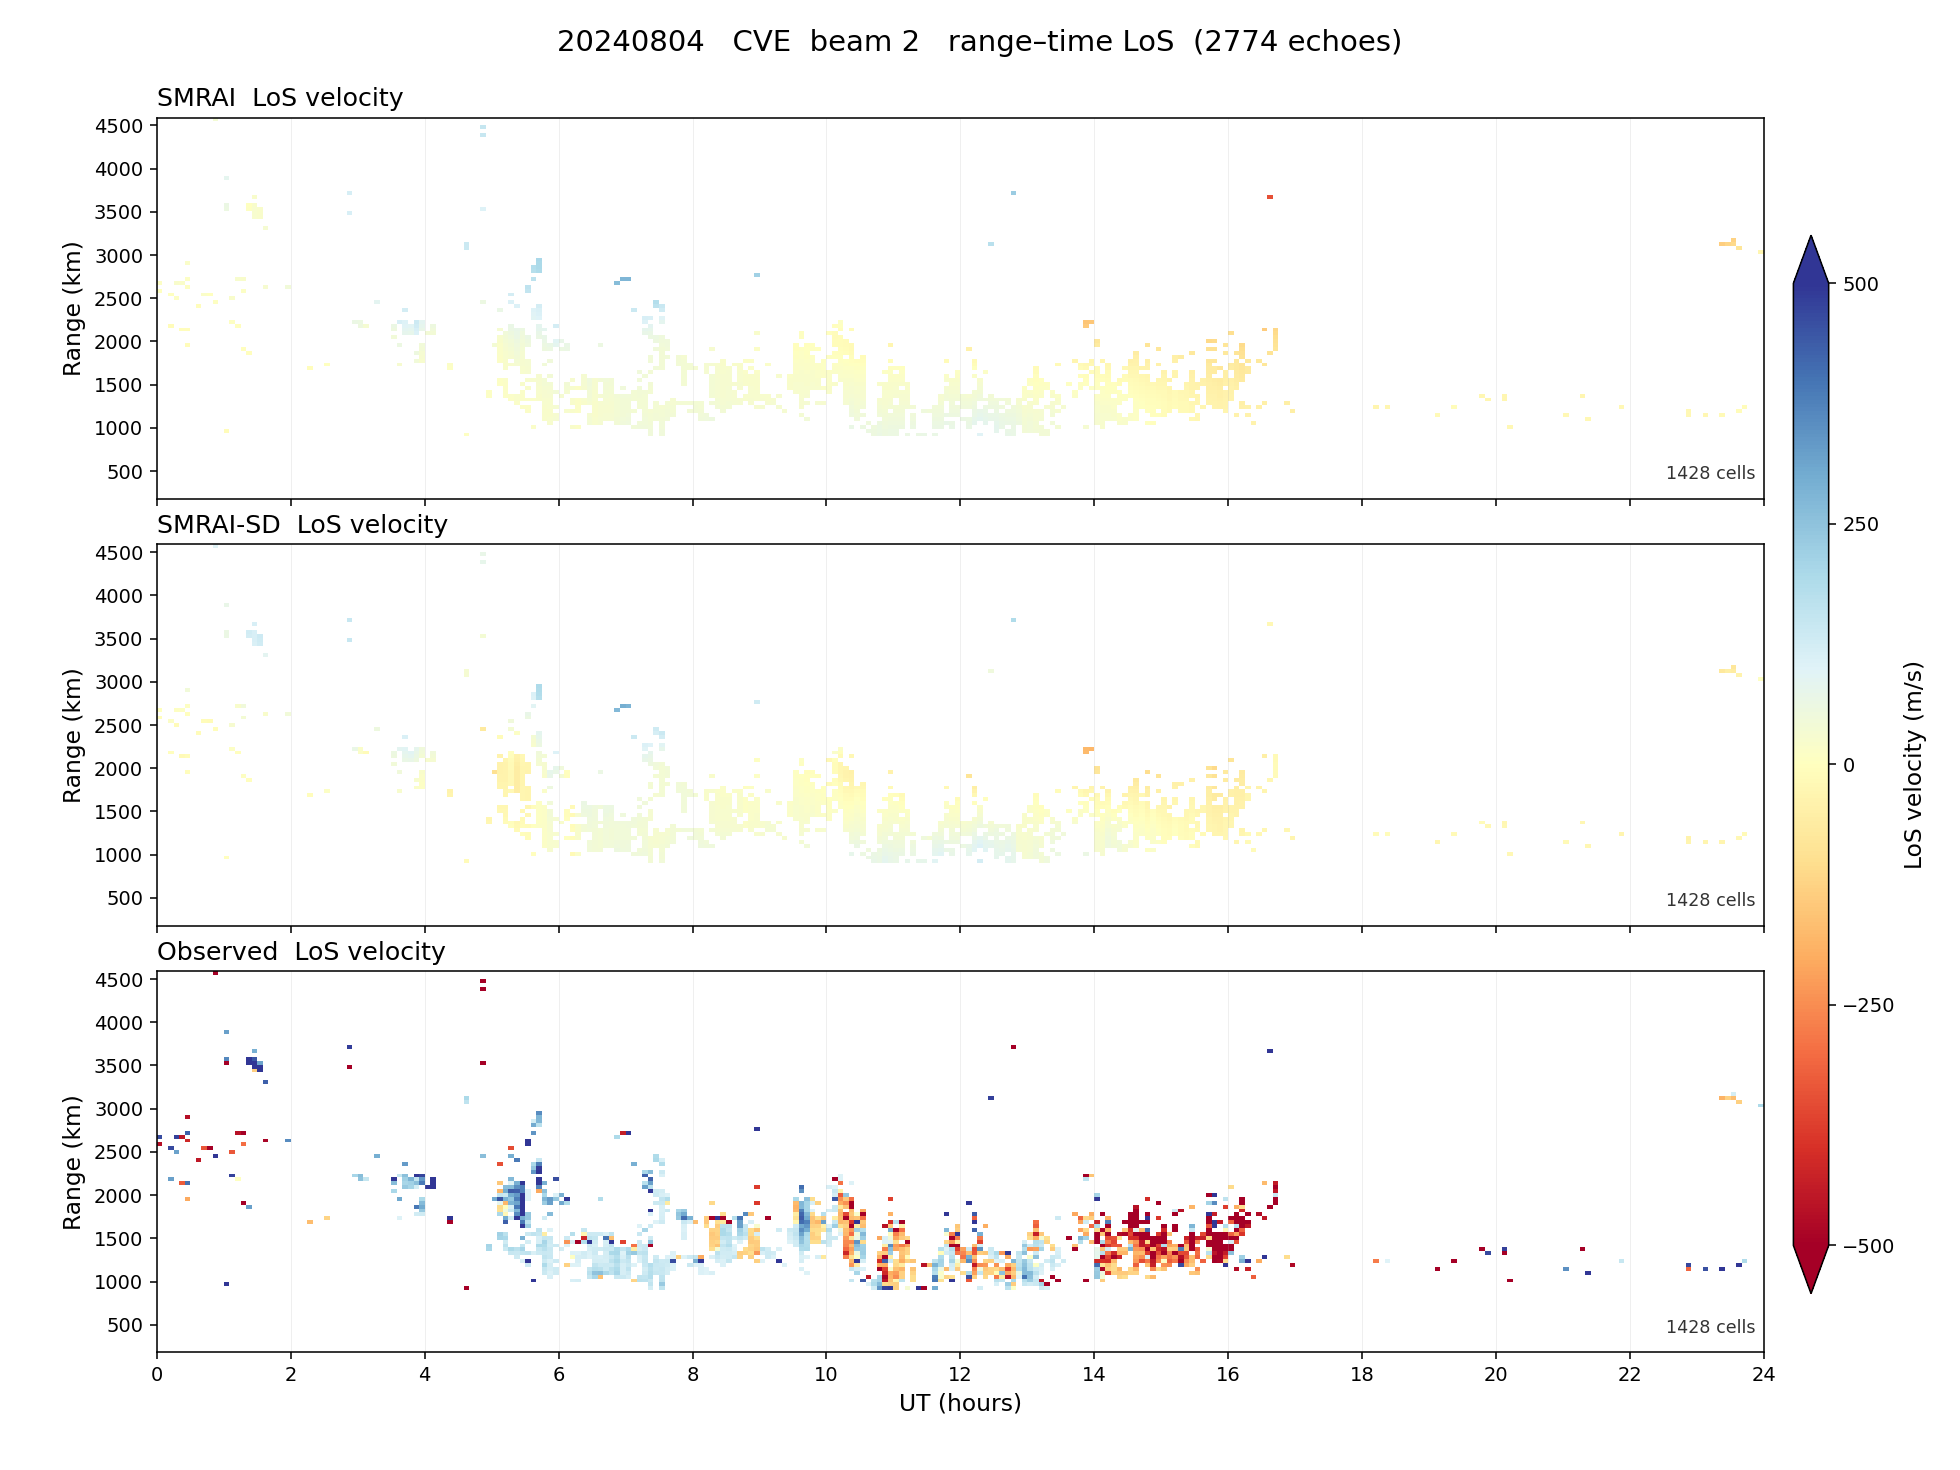 20240804   CVE  beam 2   range–time LoS  (2774 echoes)
SMRAI  LoS velocity
4500
4000
3500
3000
2500
2000
1500
1000
500
Range (km)
1428 cells
SMRAI-SD  LoS velocity
4500
4000
3500
3000
2500
2000
1500
1000
500
Range (km)
1428 cells
Observed  LoS velocity
4500
4000
3500
3000
2500
2000
1500
1000
500
Range (km)
1428 cells
0 2 4 6 8 10 12 14 16 18 20 22 24
UT (hours)
500
250
0
−250
−500
LoS velocity (m/s)